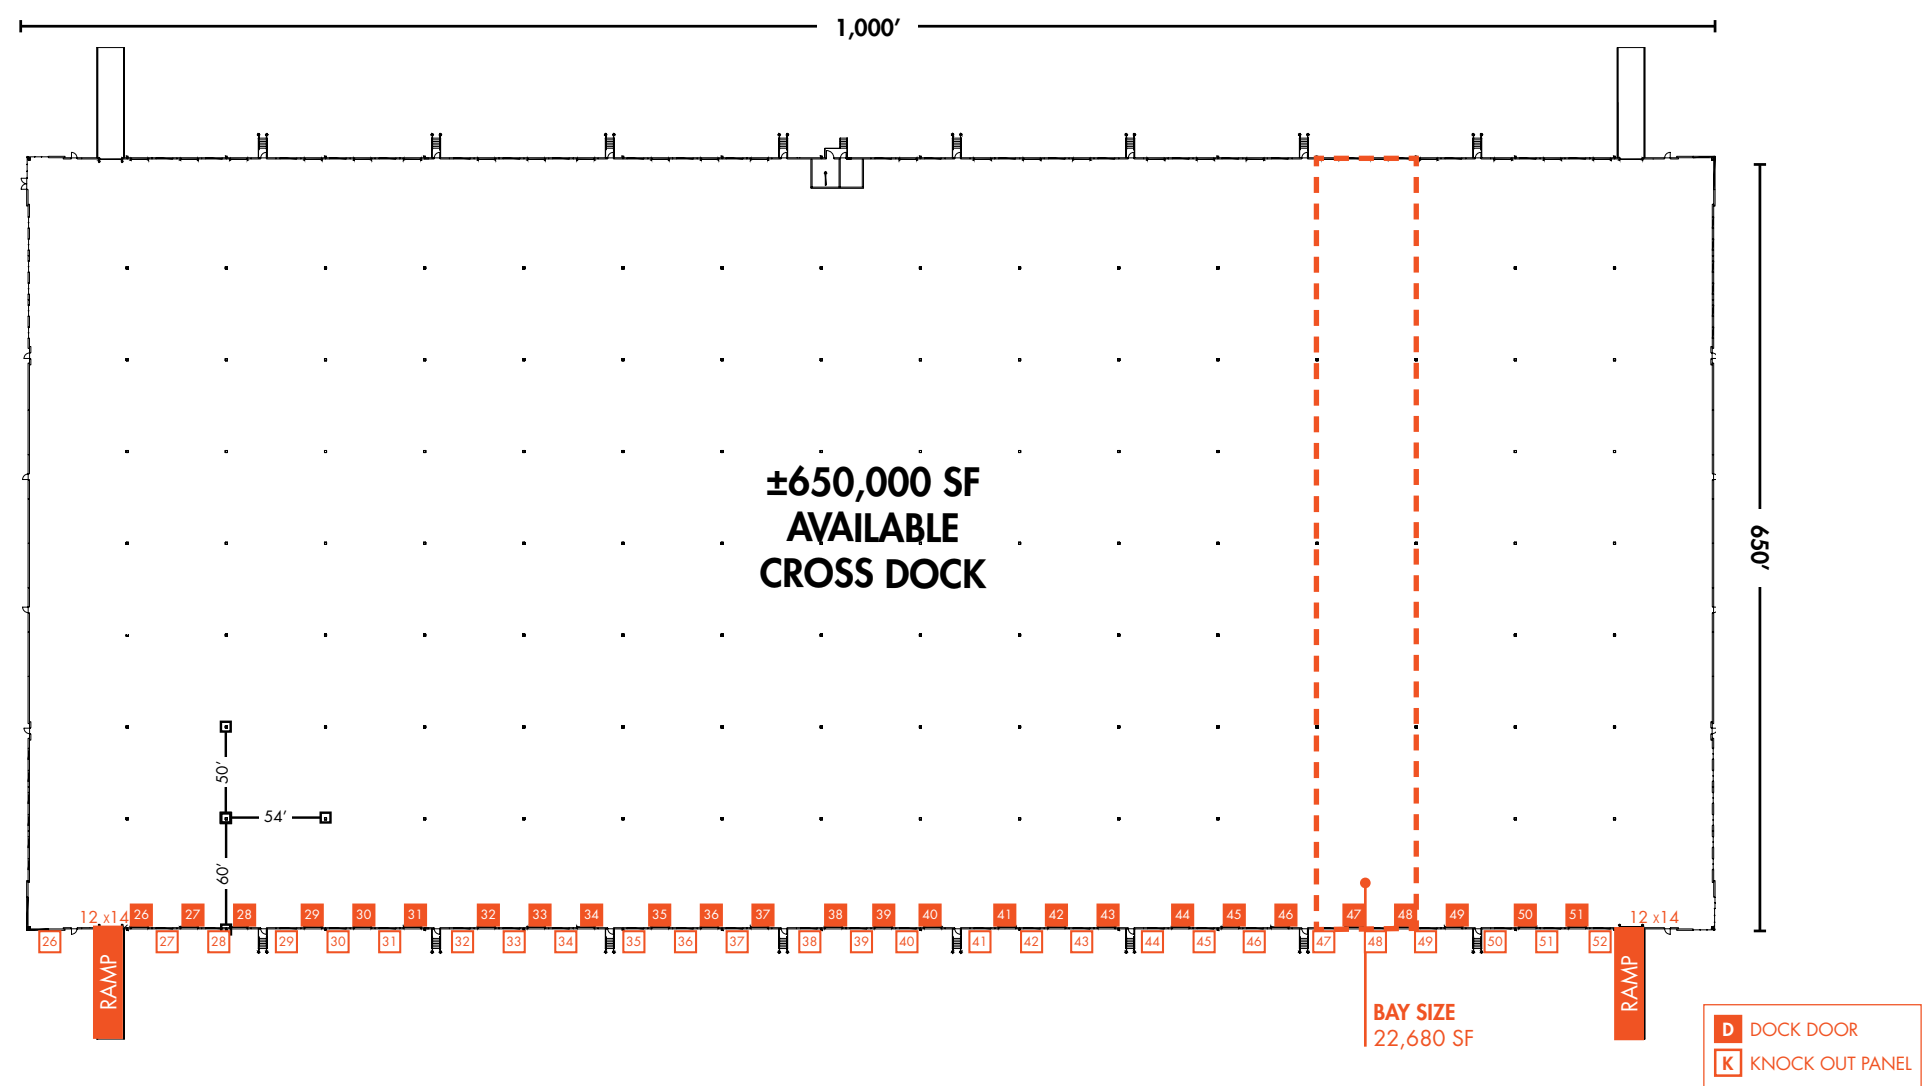 1,000’
650’
±650,000 SF
AVAILABLE
CROSS DOCK
50’
54’
60’
12 x14 26 27 28 29 30 31 32 33 34 35 36 37 38 39 40 41 42 43 44 45 46 47 48 49 50 51 12 x14
26 27 28 29 30 31 32 33 34 35 36 37 38 39 40 41 42 43 44 45 46 47 48 49 50 51 52
RAMP
RAMP
BAY SIZE
22,680 SF
D DOCK DOOR
K KNOCK OUT PANEL